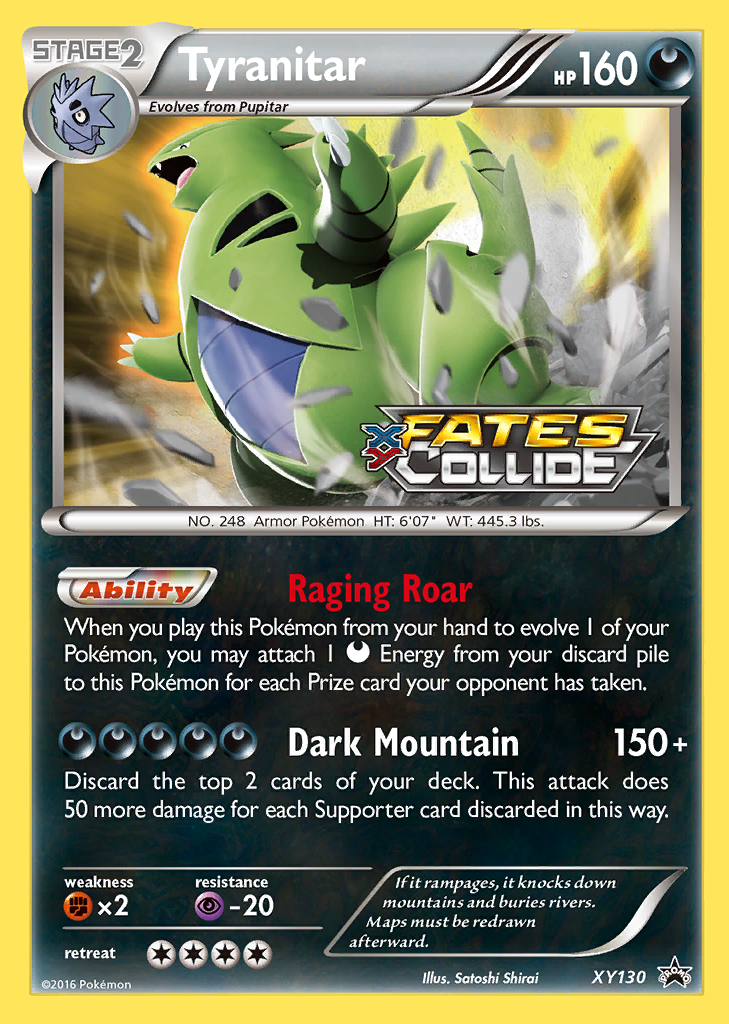 STAGE2
Tyranitar
HP160
Evolves from Pupitar
XY
FATES
COLLIDE
NO. 248 Armor Pokémon HT: 6'07" WT: 445.3 lbs.
Ability
Raging Roar
When you play this Pokémon from your hand to evolve 1 of your
Pokémon, you may attach 1 Energy from your discard pile
to this Pokémon for each Prize card your opponent has taken.
Dark Mountain 150+
Discard the top 2 cards of your deck. This attack does
50 more damage for each Supporter card discarded in this way.
weakness
×2
resistance
-20
retreat
If it rampages, it knocks down
mountains and buries rivers.
Maps must be redrawn
afterward.
©2016 Pokémon
Illus. Satoshi Shirai
XY130
PROMO